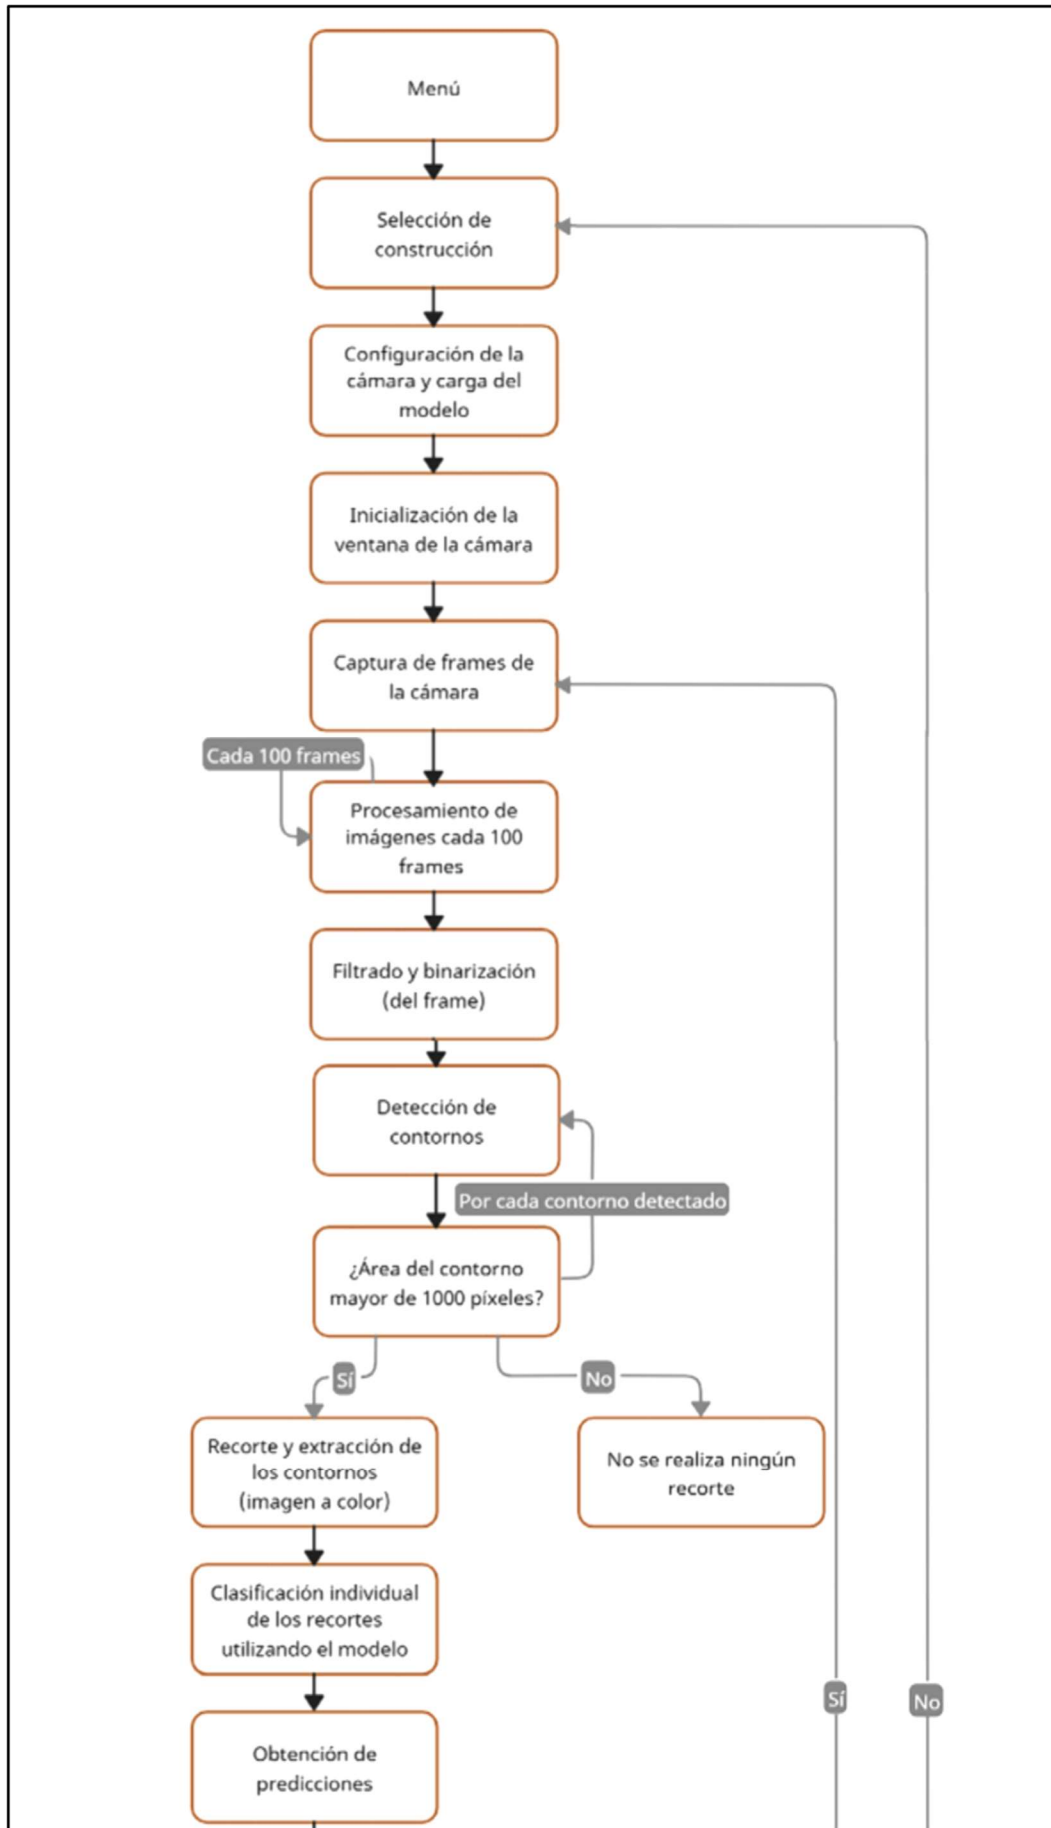 Menú
Selección de
construcción
Configuración de la
cámara y carga del
modelo
Inicialización de la
ventana de la cámara
Captura de frames de
la cámara
Cada 100 frames
Procesamiento de
imágenes cada 100
frames
Filtrado y binarización
(del frame)
Detección de
contornos
Por cada contorno detectado
¿Área del contorno
mayor de 1000 píxeles?
Sí
No
Recorte y extracción de
los contornos
(imagen a color)
No se realiza ningún
recorte
Clasificación individual
de los recortes
utilizando el modelo
Sí
No
Obtención de
predicciones